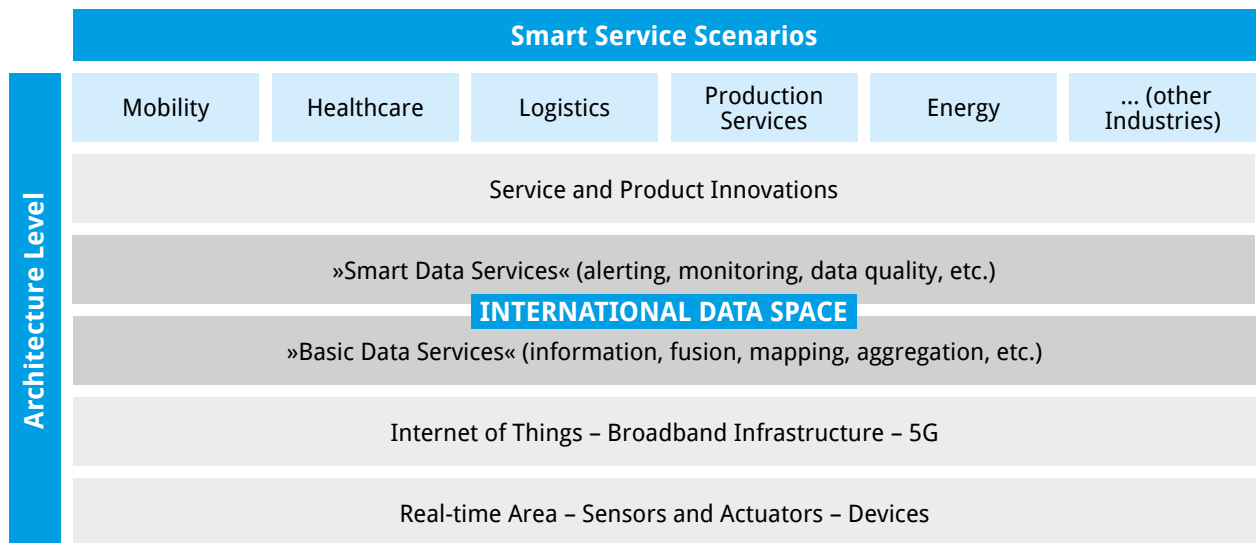 Smart Service Scenarios
Architecture Level
Mobility
Healthcare
Logistics
Production
Services
Energy
... (other
Industries)
Service and Product Innovations
»Smart Data Services« (alerting, monitoring, data quality, etc.)
INTERNATIONAL DATA SPACE
»Basic Data Services« (information, fusion, mapping, aggregation, etc.)
Internet of Things – Broadband Infrastructure – 5G
Real-time Area – Sensors and Actuators – Devices